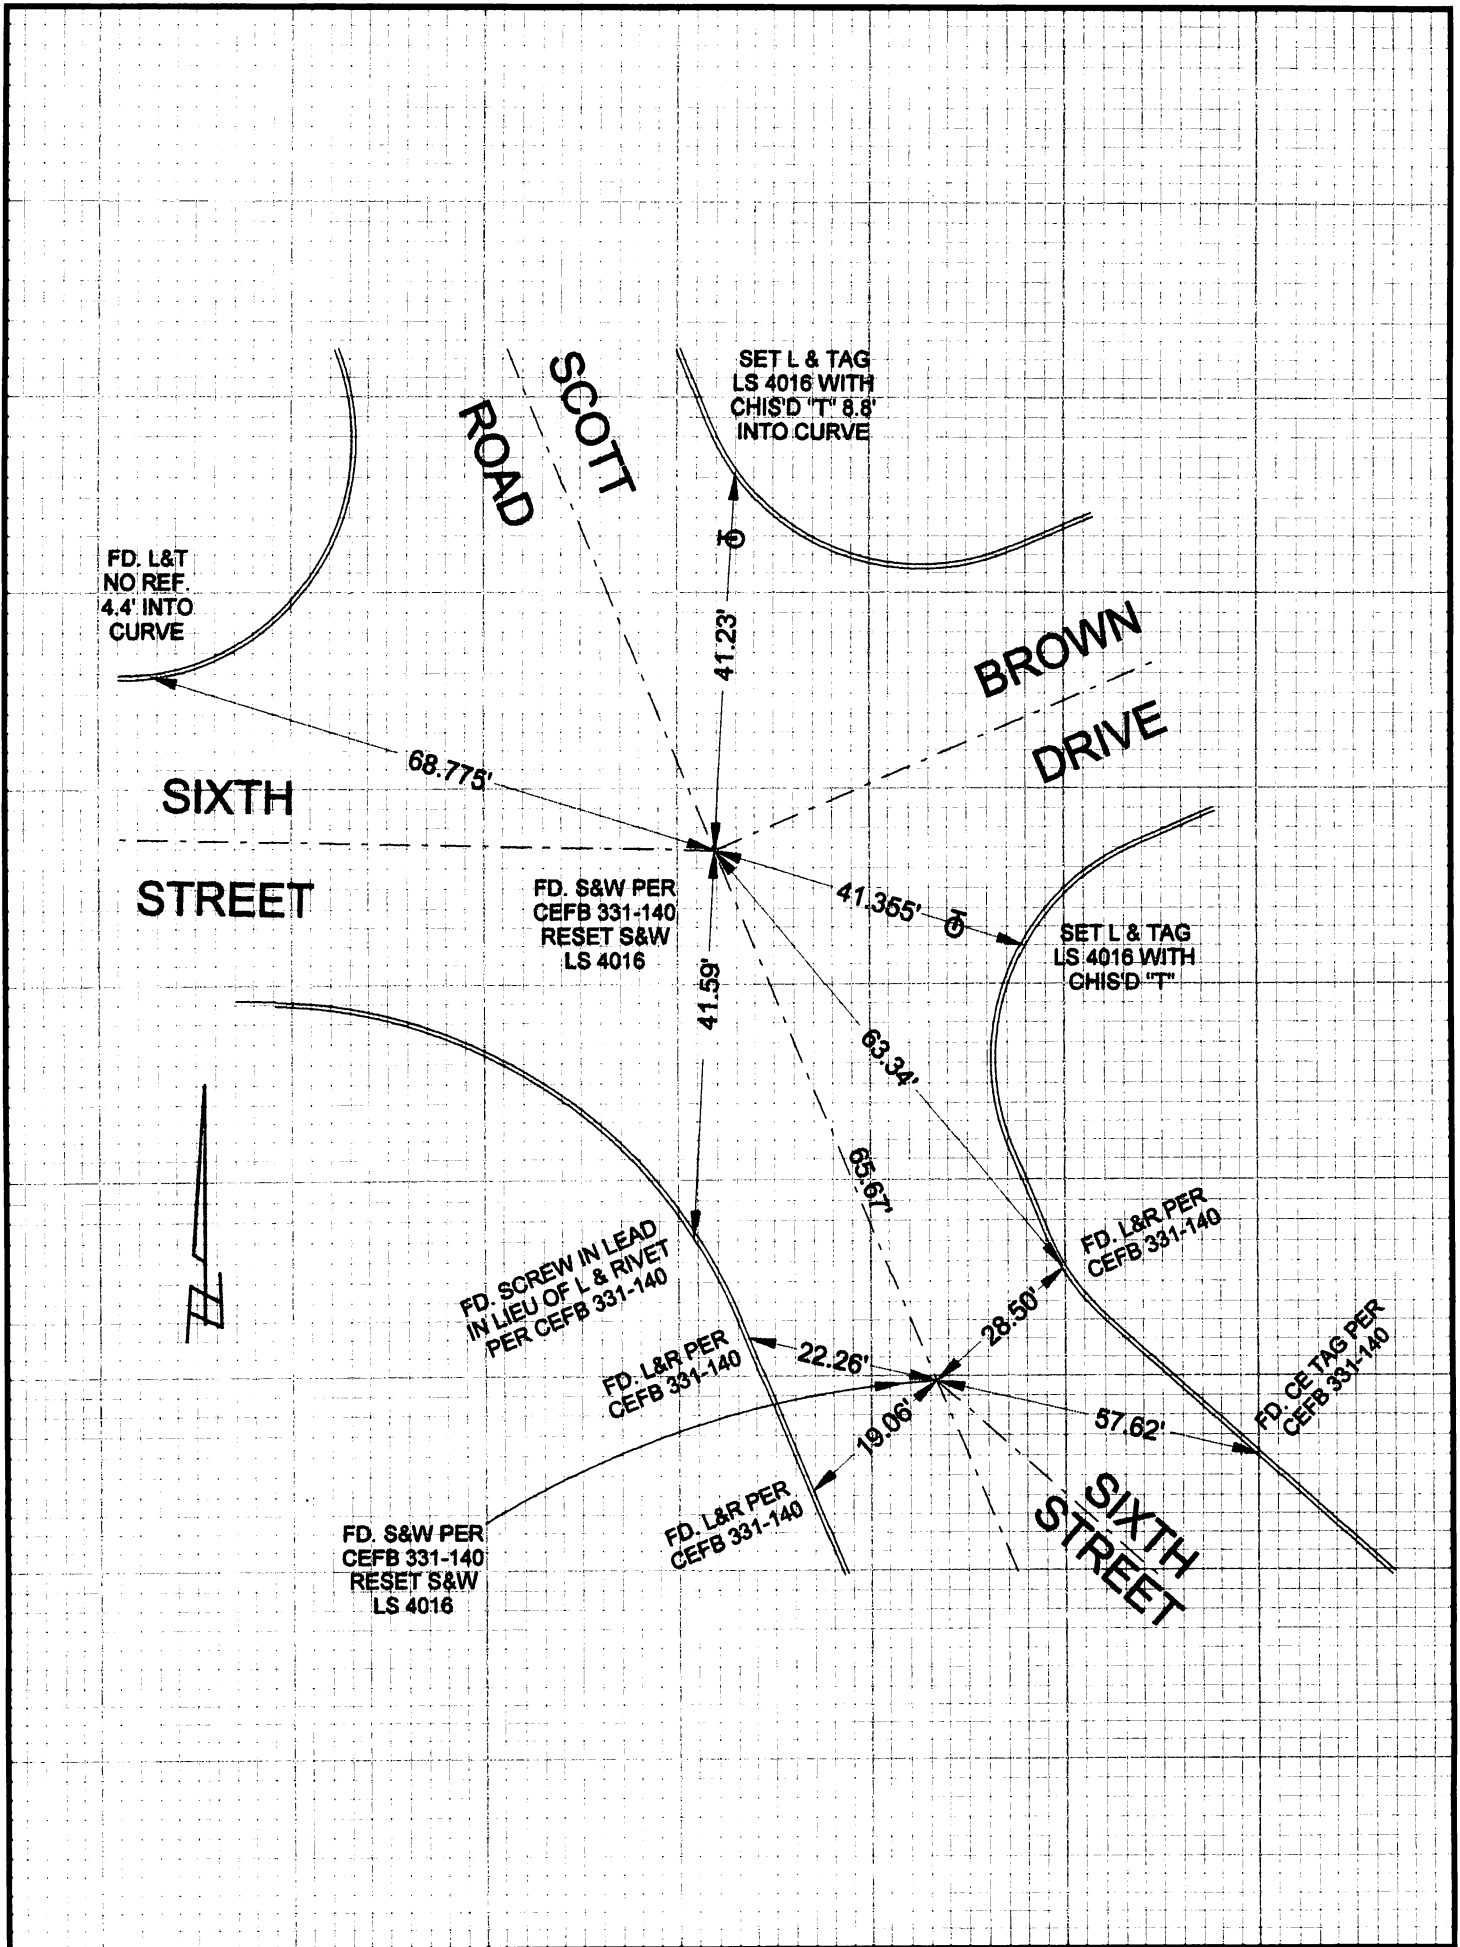 SET L & TAG
LS 4016 WITH
CHIS'D "T" 8.8'
INTO CURVE
SCOTT
ROAD
FD. L&T
NO REF.
4.4' INTO
CURVE
41.23'
BROWN
DRIVE
68.775'
SIXTH
STREET
FD. S&W PER
CEFB 331-140
RESET S&W
LS 4016
41.355'
SET L & TAG
LS 4016 WITH
CHIS'D "T"
41.59'
63.34'
65.67'
FD. L&R PER
CEFB 331-140
FD. SCREW IN LEAD
IN LIEU OF L & RIVET
PER CEFB 331-140
28.50'
FD. L&R PER
CEFB 331-140
22.26'
FD. CE TAG PER
CEFB 331-140
19.06'
57.62'
FD. L&R PER
CEFB 331-140
SIXTH
STREET
FD. S&W PER
CEFB 331-140
RESET S&W
LS 4016